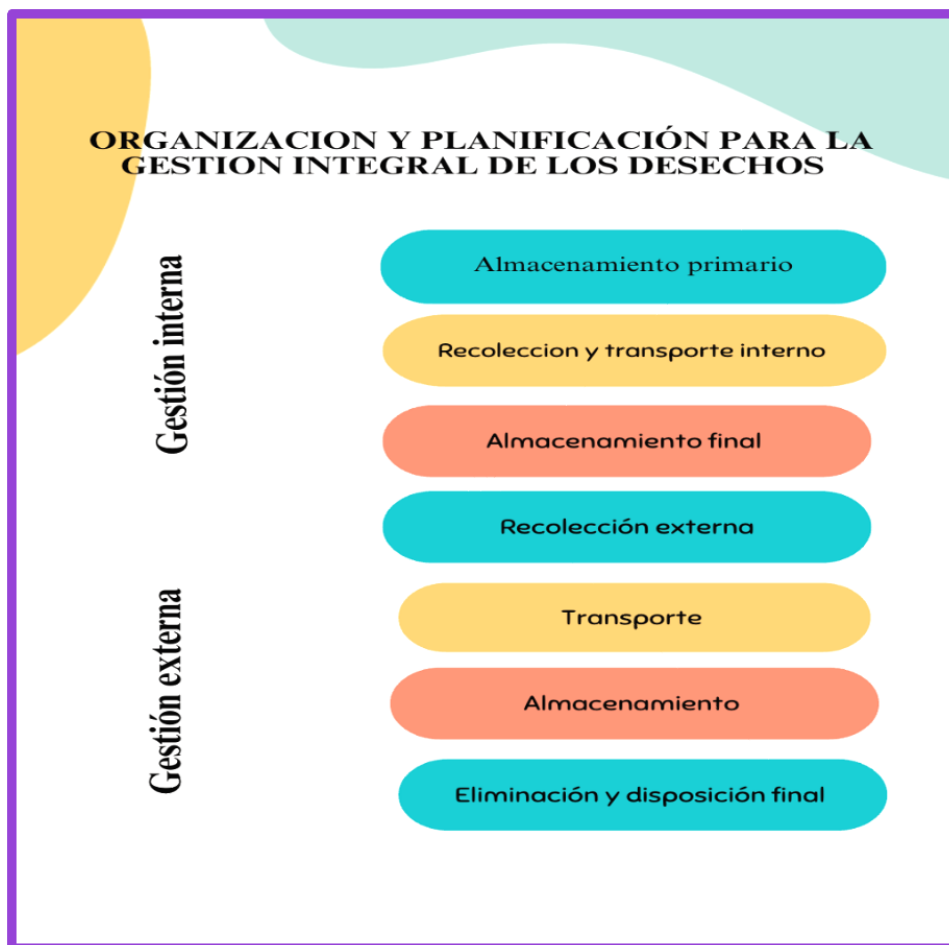 ORGANIZACION Y PLANIFICACIÓN PARA LA
GESTION INTEGRAL DE LOS DESECHOS
Gestión interna
Almacenamiento primario
Recoleccion y transporte interno
Almacenamiento final
Gestión externa
Recolección externa
Transporte
Almacenamiento
Eliminación y disposición final